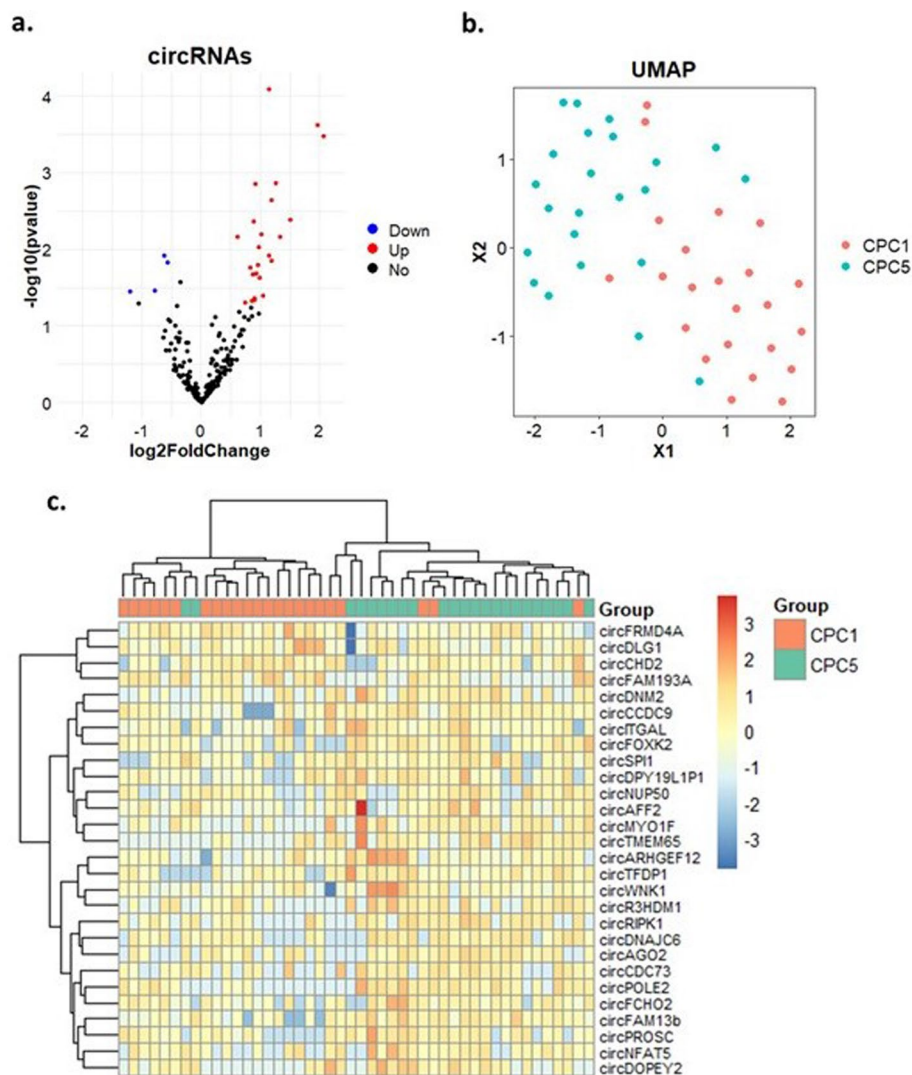 a.
circRNAs
4
3
2
1
0
-log10(pvalue)
-2 -1 0 1 2
log2FoldChange
Down
Up
No
b.
UMAP
1
0
-1
X2
-2 -1 0 1 2
X1
CPC1
CPC5
c.
Group
circFRMD4A
circDLG1
circCHD2
circFAM193A
circDNM2
circCCDC9
circITGAL
circFOXK2
circSPI1
circDPY19L1P1
circNUP50
circAFF2
circMYO1F
circTMEM65
circARHGEF12
circTFDP1
circWNK1
circR3HDM1
circRIPK1
circDNAJC6
circAGO2
circCDC73
circPOLE2
circFCHO2
circFAM13b
circPROSC
circNFAT5
circDOPEY2
3
2
1
0
-1
-2
-3
Group
CPC1
CPC5